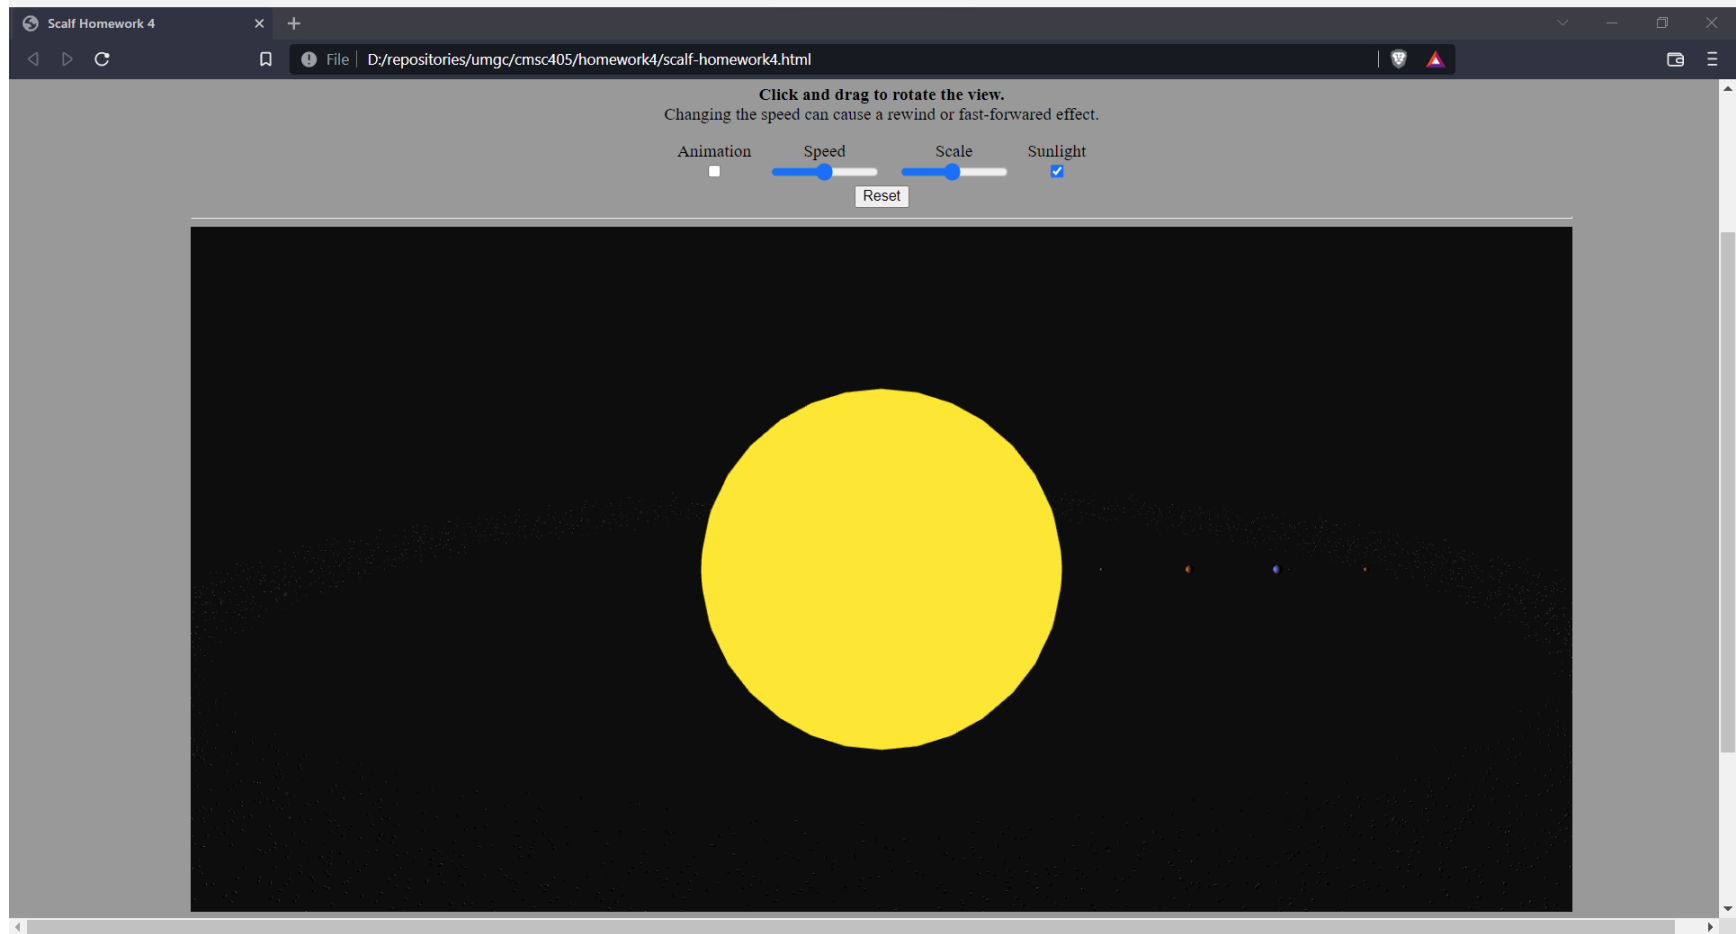 Scalf Homework 4
File D:/repositories/umgc/cmsc405/homework4/scalf-homework4.html
Click and drag to rotate the view.
Changing the speed can cause a rewind or fast-forwared effect.
Animation Speed Scale Sunlight
Reset